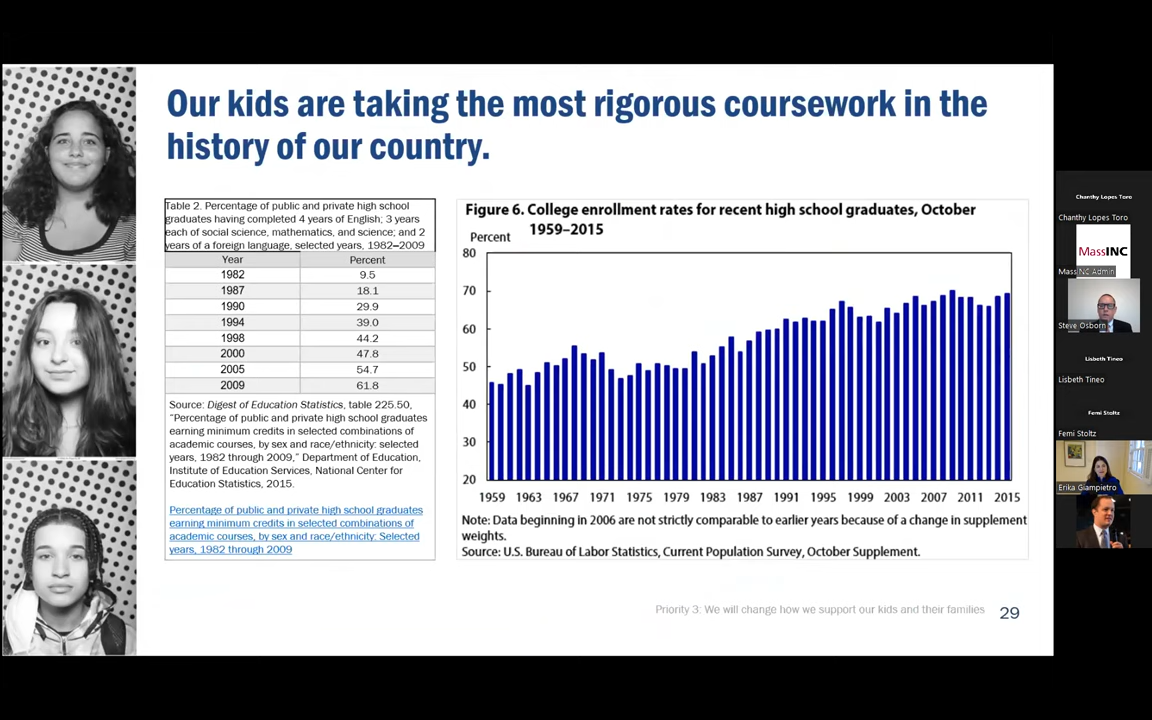 Our kids are taking the most rigorous coursework in the
history of our country.
Table 2. Percentage of public and private high school
graduates having completed 4 years of English; 3 years
each of social science, mathematics, and science; and 2
years of a foreign language, selected years, 1982–2009
Year Percent
1982 9.5
1987 18.1
1990 29.9
1994 39.0
1998 44.2
2000 47.8
2005 54.7
2009 61.8
Source: Digest of Education Statistics, table 225.50,
"Percentage of public and private high school graduates
earning minimum credits in selected combinations of
academic courses, by sex and race/ethnicity: selected
years, 1982 through 2009," Department of Education,
Institute of Education Services, National Center for
Education Statistics, 2015.
Percentage of public and private high school graduates
earning minimum credits in selected combinations of
academic courses, by sex and race/ethnicity: Selected
years, 1982 through 2009
Figure 6. College enrollment rates for recent high school graduates, October
1959–2015
Percent
80
70
60
50
40
30
20
1959 1963 1967 1971 1975 1979 1983 1987 1991 1995 1999 2003 2007 2011 2015
Note: Data beginning in 2006 are not strictly comparable to earlier years because of a change in supplement
weights.
Source: U.S. Bureau of Labor Statistics, Current Population Survey, October Supplement.
Priority 3: We will change how we support our kids and their families 29
Chanthy Lopes Toro
Chanthy Lopes Toro
MassINC
MassINC Admin
Steve Osborn
Lisbeth Tineo
Lisbeth Tineo
Femi Stoltz
Femi Stoltz
Erika Giampietro